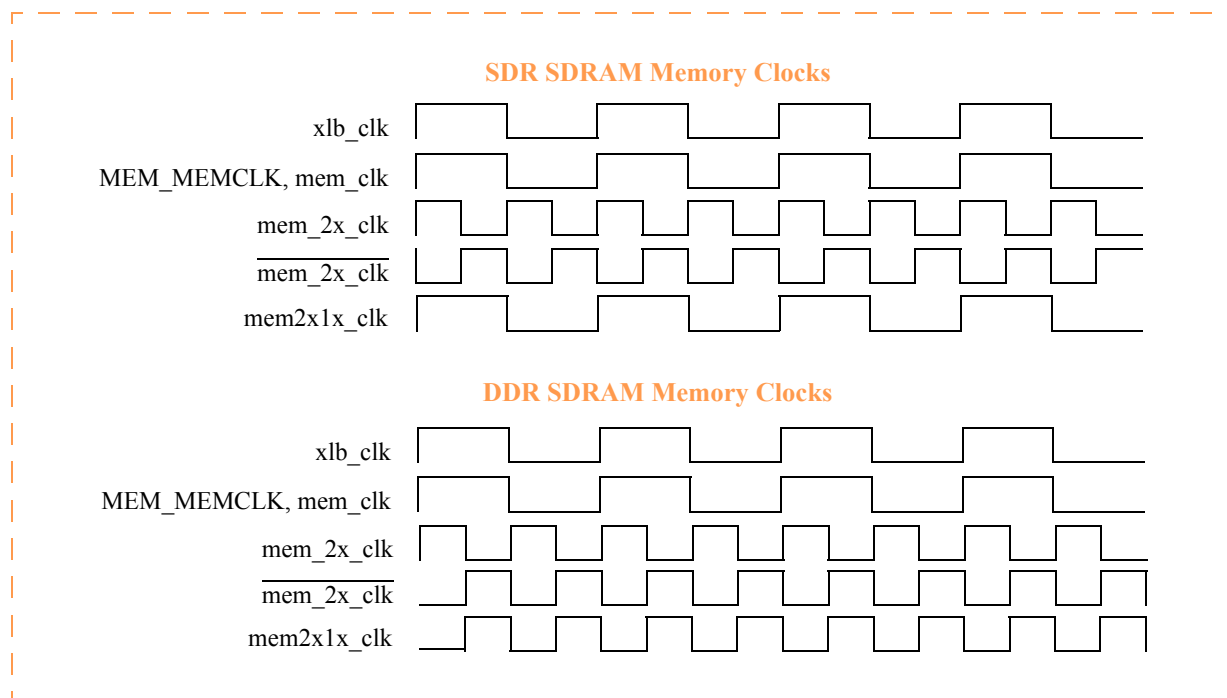 SDR SDRAM Memory Clocks
xlb_clk
MEM_MEMCLK, mem_clk
mem_2x_clk
mem_2x_clk
mem2x1x_clk
DDR SDRAM Memory Clocks
xlb_clk
MEM_MEMCLK, mem_clk
mem_2x_clk
mem_2x_clk
mem2x1x_clk